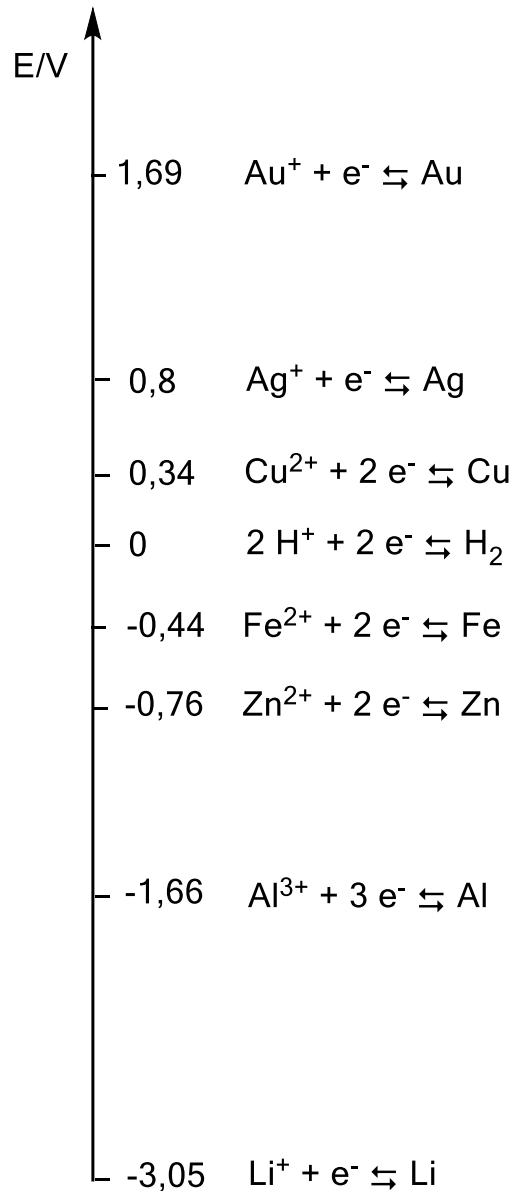 E/V
1,69 Au⁺ + e⁻ ⇆ Au
0,8 Ag⁺ + e⁻ ⇆ Ag
0,34 Cu²⁺ + 2 e⁻ ⇆ Cu
0 2 H⁺ + 2 e⁻ ⇆ H₂
-0,44 Fe²⁺ + 2 e⁻ ⇆ Fe
-0,76 Zn²⁺ + 2 e⁻ ⇆ Zn
-1,66 Al³⁺ + 3 e⁻ ⇆ Al
-3,05 Li⁺ + e⁻ ⇆ Li